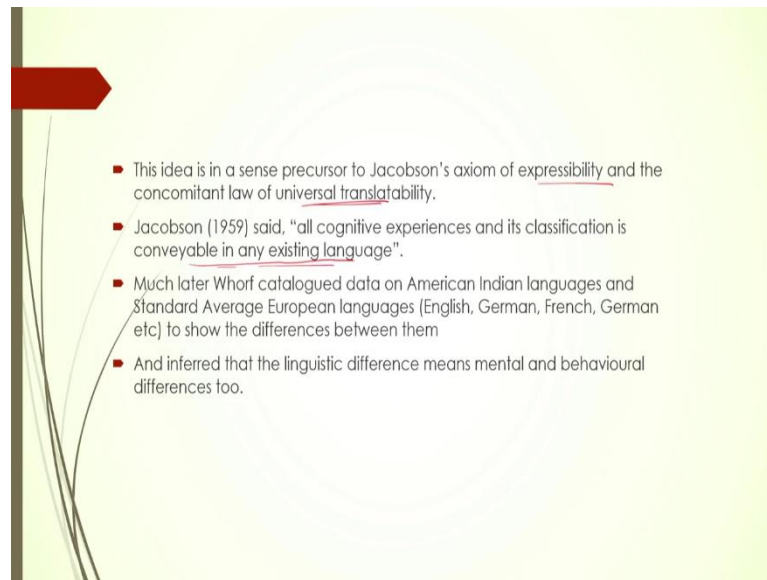 This idea is in a sense precursor to Jacobson's axiom of expressibility and the
concomitant law of universal translatability.
Jacobson (1959) said, "all cognitive experiences and its classification is
conveyable in any existing language".
Much later Whorf catalogued data on American Indian languages and
Standard Average European languages (English, German, French, German
etc) to show the differences between them
And inferred that the linguistic difference means mental and behavioural
differences too.